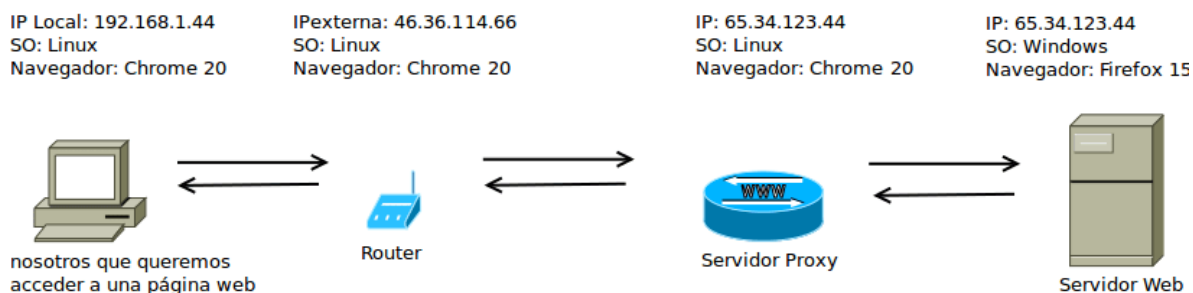 IP Local: 192.168.1.44
SO: Linux
Navegador: Chrome 20
IPexterna: 46.36.114.66
SO: Linux
Navegador: Chrome 20
IP: 65.34.123.44
SO: Linux
Navegador: Chrome 20
IP: 65.34.123.44
SO: Windows
Navegador: Firefox 15
nosotros que queremos
acceder a una página web
Router
WWW
Servidor Proxy
Servidor Web